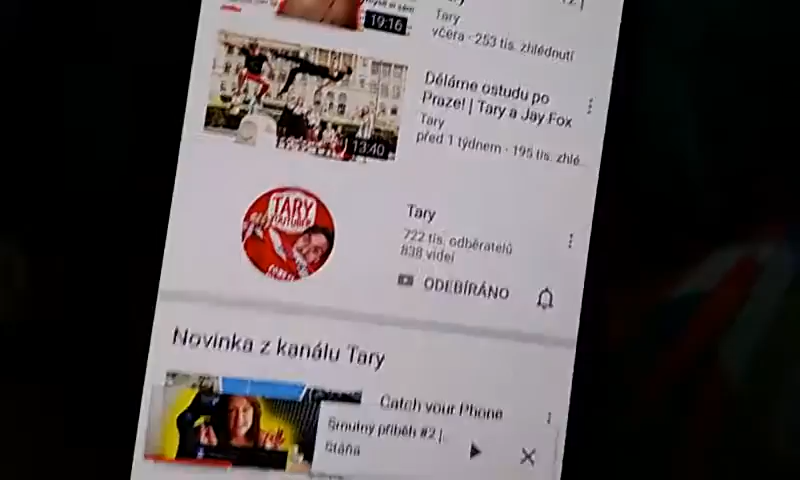 19:16
Tary
včera · 253 tis. zhlédnutí
Děláme ostudu po
Praze! | Tary a Jay Fox
Tary
před 1 týdnem · 195 tis. zhlé
13:40
TARY
YOUTUBER
Tary
722 tis. odběratelů
838 videí
ODEBÍRÁNO
Novinka z kanálu Tary
Catch your Phone
Smutný příběh #2 |
Stáňa